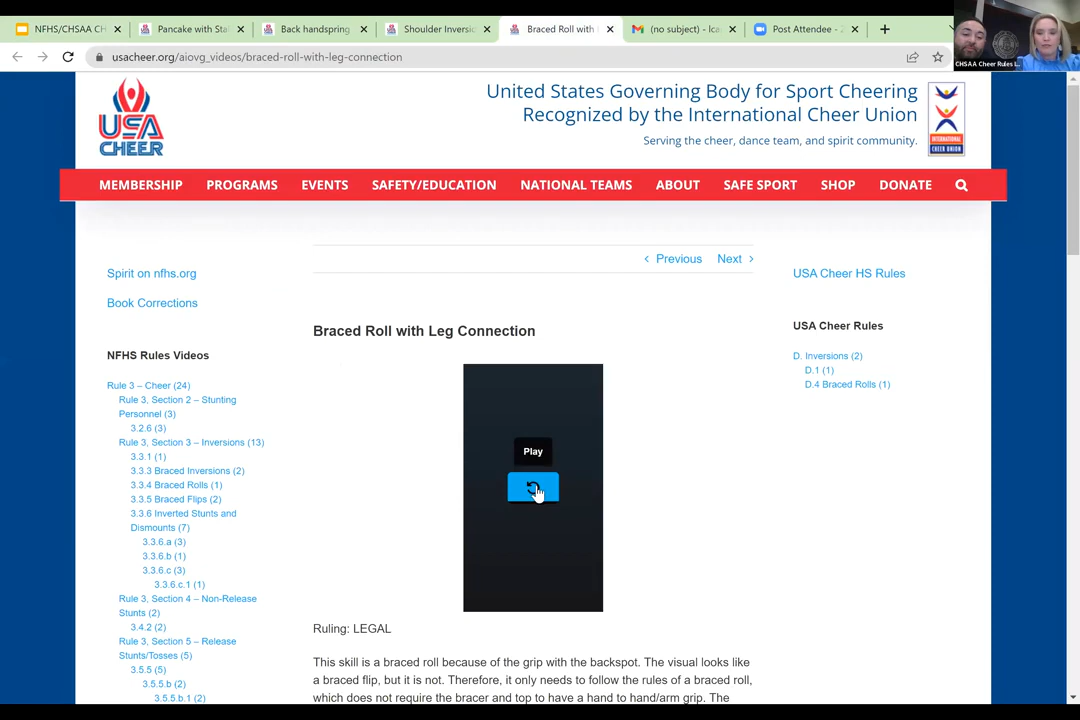 NFHS/CHSAA CH
Pancake with Sta
Back handspring
Shoulder Inversio
Braced Roll with
(no subject) - lca
Post Attendee - 2
usacheer.org/aiovg_videos/braced-roll-with-leg-connection
CHSAA Cheer Rules I...
USA
CHEER
United States Governing Body for Sport Cheering
Recognized by the International Cheer Union
Serving the cheer, dance team, and spirit community.
INTERNATIONAL
CHEER UNION
MEMBERSHIP PROGRAMS EVENTS SAFETY/EDUCATION NATIONAL TEAMS ABOUT SAFE SPORT SHOP DONATE
Previous Next
Spirit on nfhs.org
Book Corrections
NFHS Rules Videos
Rule 3 – Cheer (24)
Rule 3, Section 2 – Stunting
Personnel (3)
3.2.6 (3)
Rule 3, Section 3 – Inversions (13)
3.3.1 (1)
3.3.3 Braced Inversions (2)
3.3.4 Braced Rolls (1)
3.3.5 Braced Flips (2)
3.3.6 Inverted Stunts and
Dismounts (7)
3.3.6.a (3)
3.3.6.b (1)
3.3.6.c (3)
3.3.6.c.1 (1)
Rule 3, Section 4 – Non-Release
Stunts (2)
3.4.2 (2)
Rule 3, Section 5 – Release
Stunts/Tosses (5)
3.5.5 (5)
3.5.5.b (2)
3.5.5.b.1 (2)
Braced Roll with Leg Connection
Play
Ruling: LEGAL
This skill is a braced roll because of the grip with the backspot. The visual looks like
a braced flip, but it is not. Therefore, it only needs to follow the rules of a braced roll,
which does not require the bracer and top to have a hand to hand/arm grip. The
USA Cheer HS Rules
USA Cheer Rules
D. Inversions (2)
D.1 (1)
D.4 Braced Rolls (1)